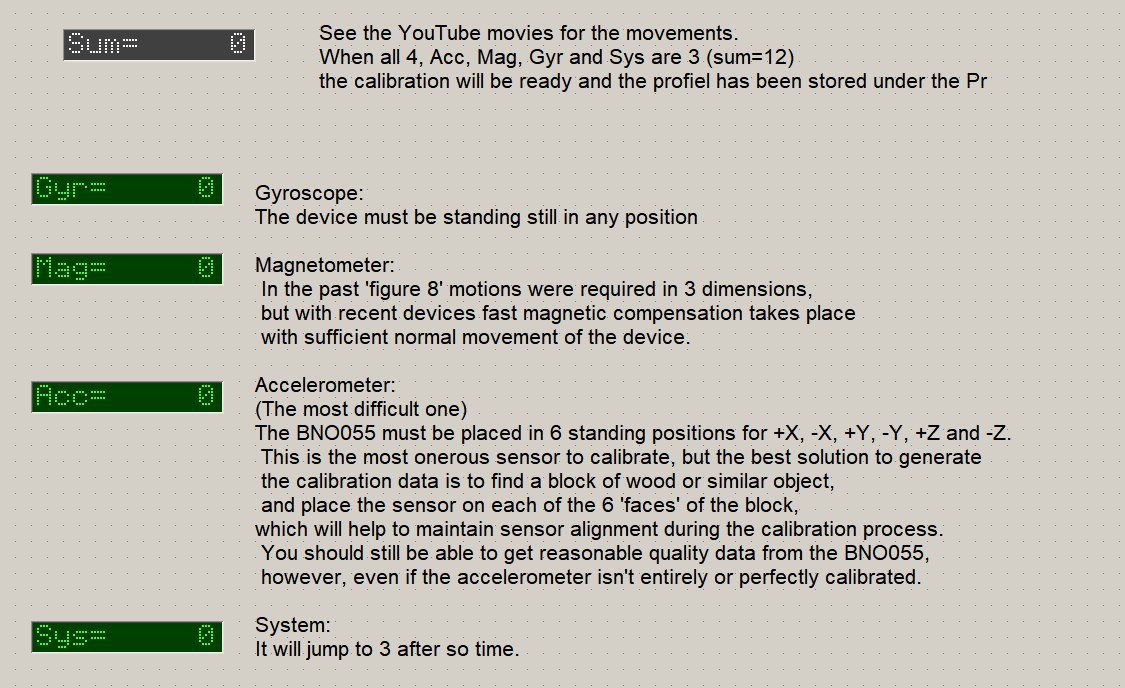 Sum= 0
See the YouTube movies for the movements.
When all 4, Acc, Mag, Gyr and Sys are 3 (sum=12)
the calibration will be ready and the profiel has been stored under the Pr
Gyr= 0
Gyroscope:
The device must be standing still in any position
Mag= 0
Magnetometer:
In the past 'figure 8' motions were required in 3 dimensions,
but with recent devices fast magnetic compensation takes place
with sufficient normal movement of the device.
Acc= 0
Accelerometer:
(The most difficult one)
The BNO055 must be placed in 6 standing positions for +X, -X, +Y, -Y, +Z and -Z.
This is the most onerous sensor to calibrate, but the best solution to generate
the calibration data is to find a block of wood or similar object,
and place the sensor on each of the 6 'faces' of the block,
which will help to maintain sensor alignment during the calibration process.
You should still be able to get reasonable quality data from the BNO055,
however, even if the accelerometer isn't entirely or perfectly calibrated.
Sys= 0
System:
It will jump to 3 after so time.